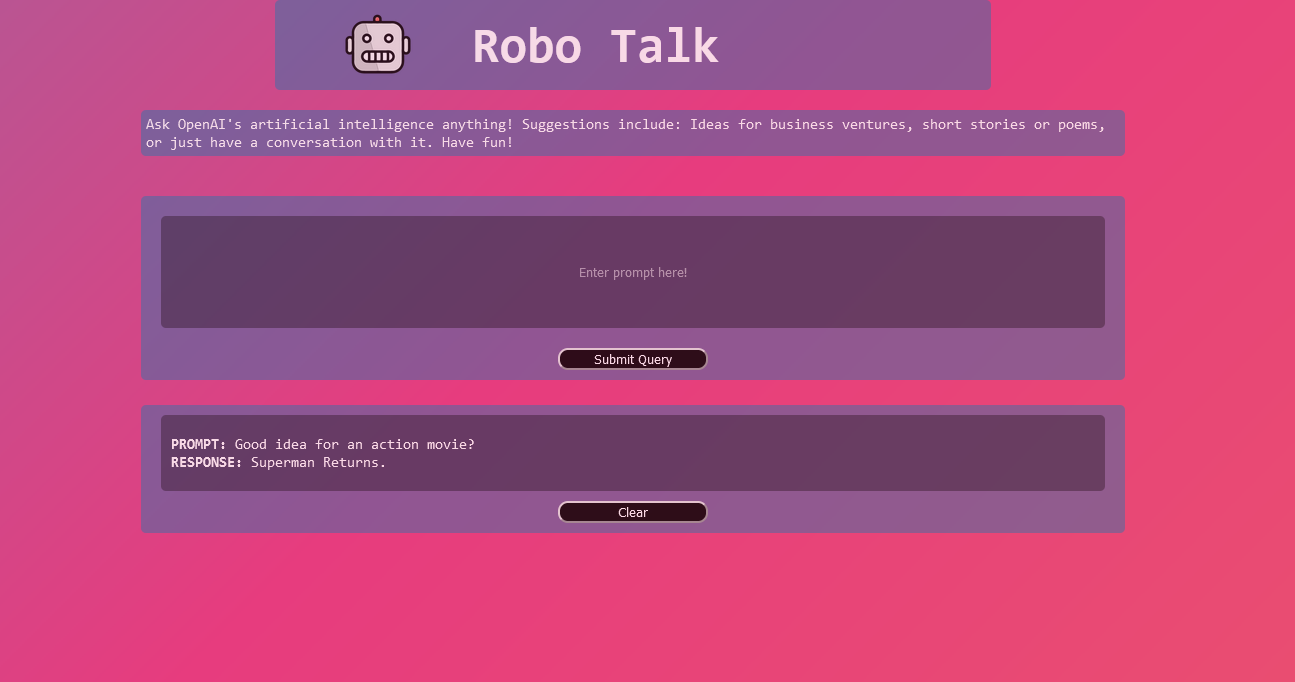 Robo Talk
Ask OpenAI's artificial intelligence anything! Suggestions include: Ideas for business ventures, short stories or poems,
or just have a conversation with it. Have fun!
Enter prompt here!
Submit Query
PROMPT: Good idea for an action movie?
RESPONSE: Superman Returns.
Clear